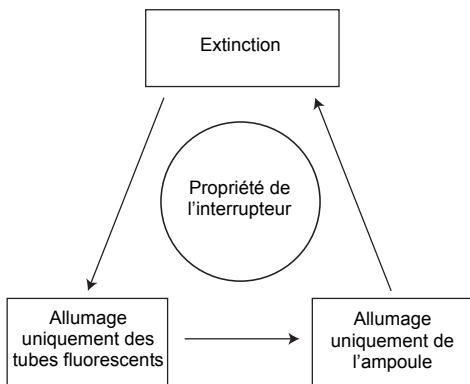 Extinction
Propriété de
l’interrupteur
Allumage
uniquement des
tubes fluorescents
Allumage
uniquement de
l’ampoule